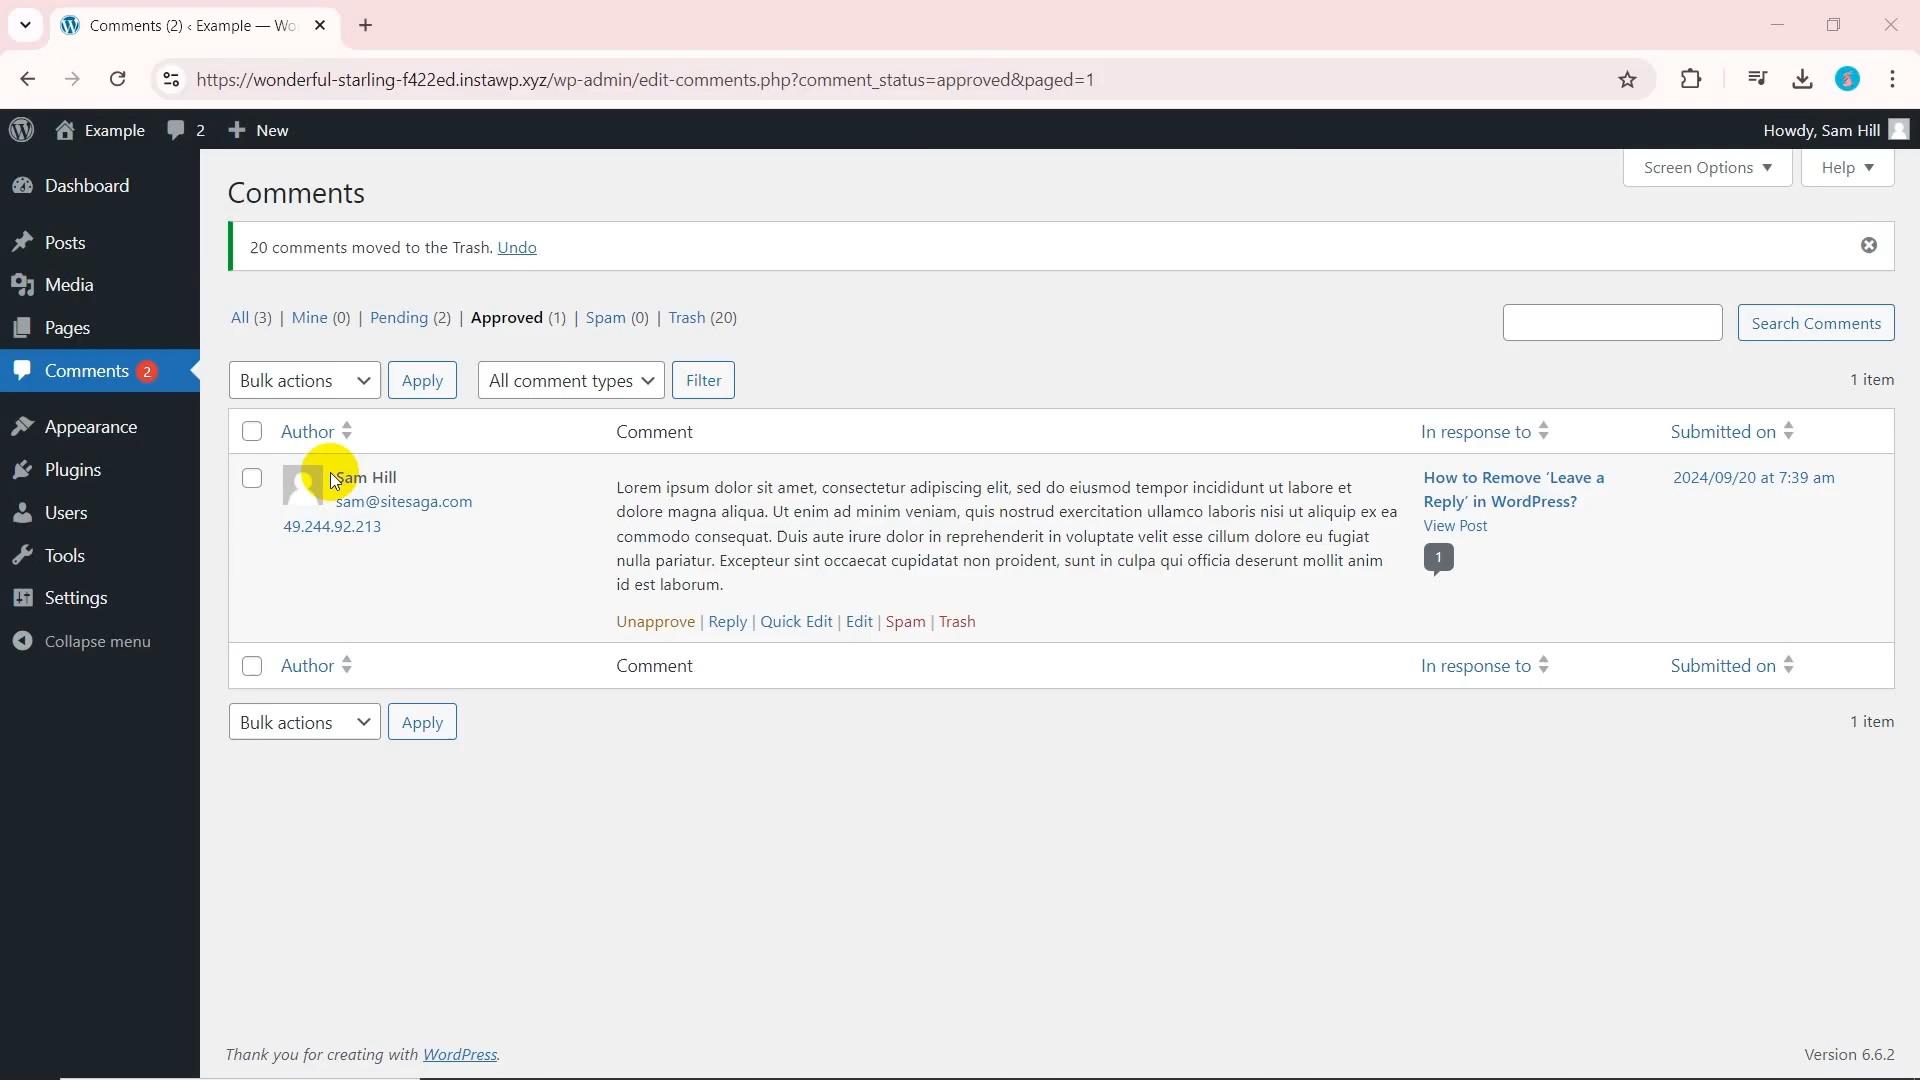 Comments (2) ‹ Example — Wo
https://wonderful-starling-f422ed.instawp.xyz/wp-admin/edit-comments.php?comment_status=approved&paged=1
Example 2 New Howdy, Sam Hill
Screen Options Help
Dashboard
Posts
Media
Pages
Comments 2
Appearance
Plugins
Users
Tools
Settings
Collapse menu
Comments
20 comments moved to the Trash. Undo
All (3) | Mine (0) | Pending (2) | Approved (1) | Spam (0) | Trash (20)
Search Comments
Bulk actions Apply All comment types Filter 1 item
Author Comment In response to Submitted on
Sam Hill
sam@sitesaga.com
49.244.92.213
Lorem ipsum dolor sit amet, consectetur adipiscing elit, sed do eiusmod tempor incididunt ut labore et
dolore magna aliqua. Ut enim ad minim veniam, quis nostrud exercitation ullamco laboris nisi ut aliquip ex ea
commodo consequat. Duis aute irure dolor in reprehenderit in voluptate velit esse cillum dolore eu fugiat
nulla pariatur. Excepteur sint occaecat cupidatat non proident, sunt in culpa qui officia deserunt mollit anim
id est laborum.
Unapprove | Reply | Quick Edit | Edit | Spam | Trash
How to Remove ‘Leave a
Reply’ in WordPress?
View Post
1
2024/09/20 at 7:39 am
Author Comment In response to Submitted on
Bulk actions Apply 1 item
Thank you for creating with WordPress. Version 6.6.2